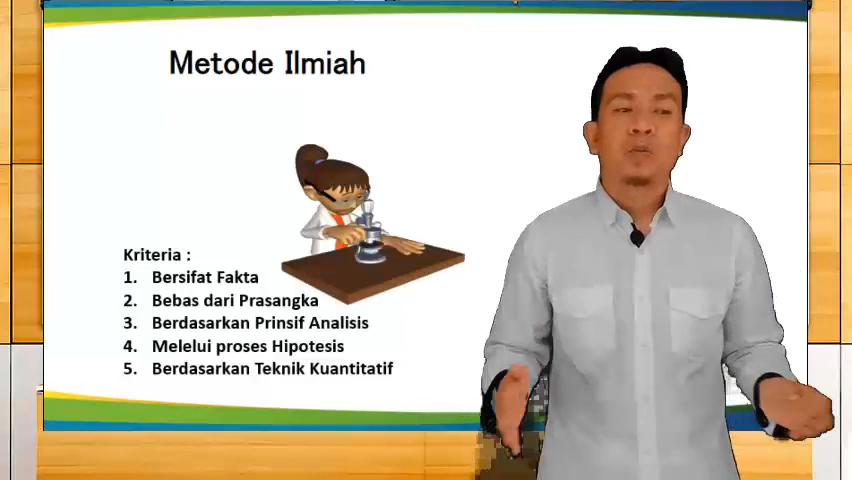 Metode Ilmiah
Kriteria :
1. Bersifat Fakta
2. Bebas dari Prasangka
3. Berdasarkan Prinsif Analisis
4. Melelui proses Hipotesis
5. Berdasarkan Teknik Kuantitatif